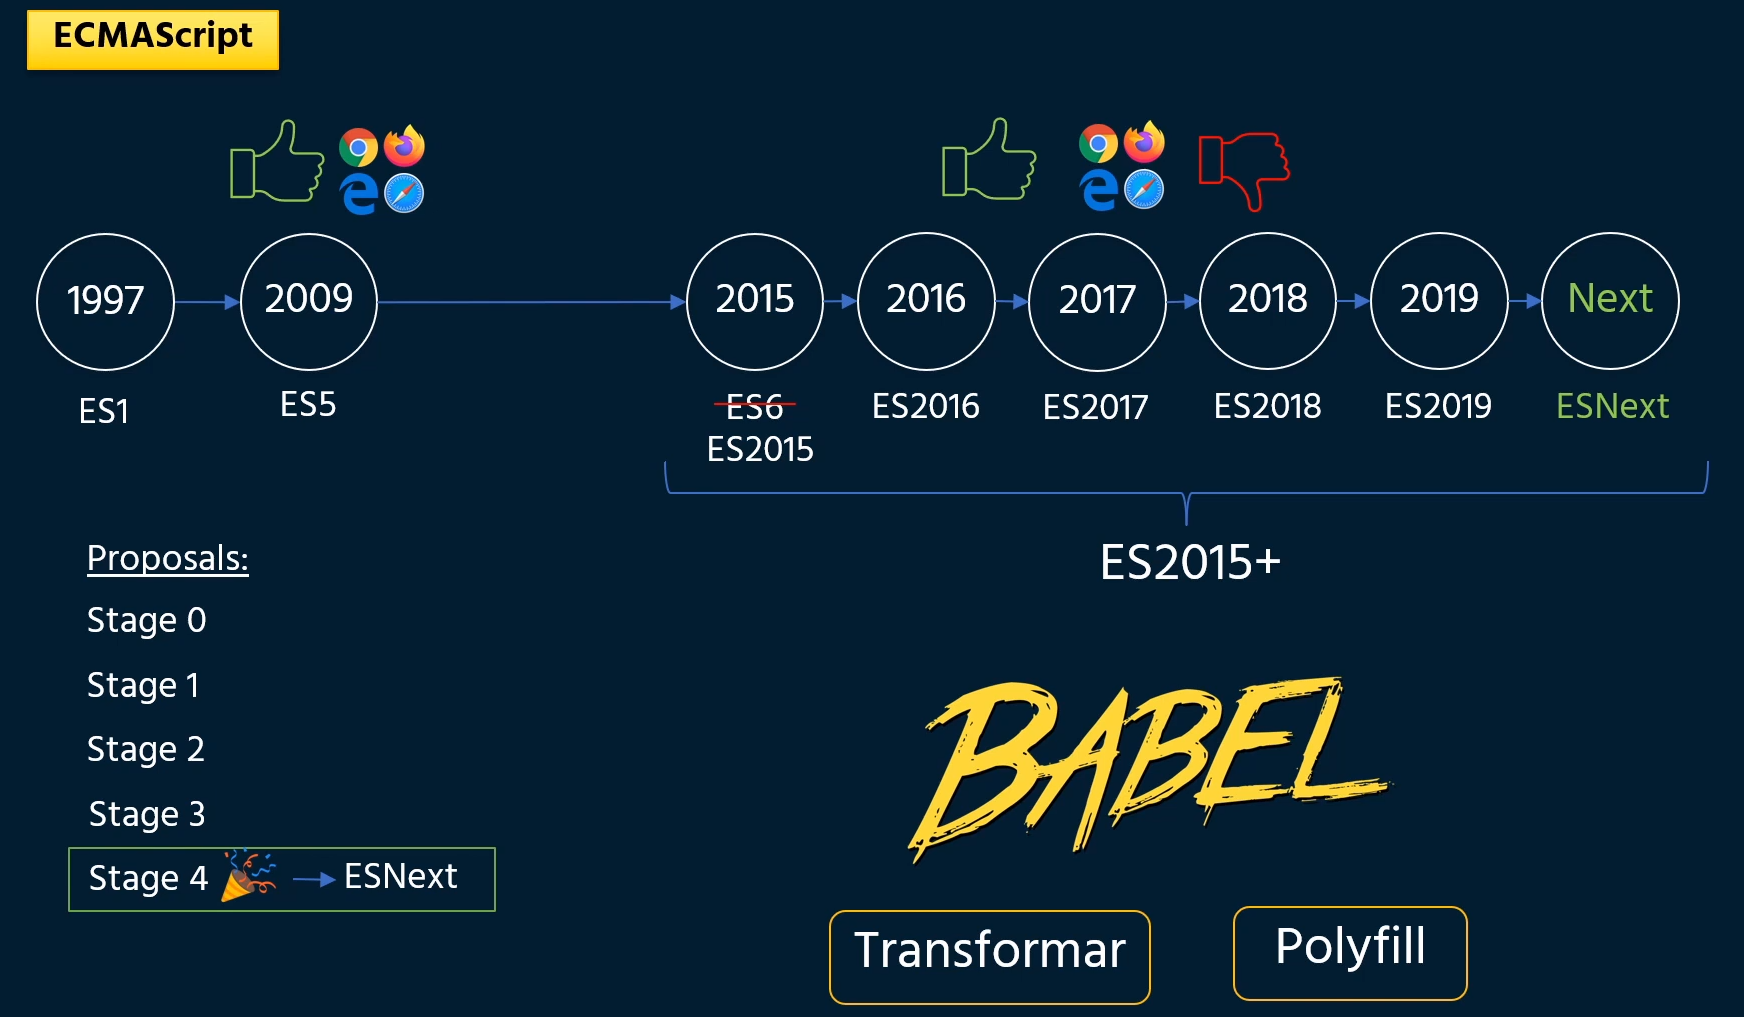 ECMAScript
1997
2009
2015
2016
2017
2018
2019
Next
ES1
ES5
ES6
ES2015
ES2016
ES2017
ES2018
ES2019
ESNext
ES2015+
Proposals:
Stage 0
Stage 1
Stage 2
Stage 3
Stage 4 ESNext
BABEL
Transformar
Polyfill